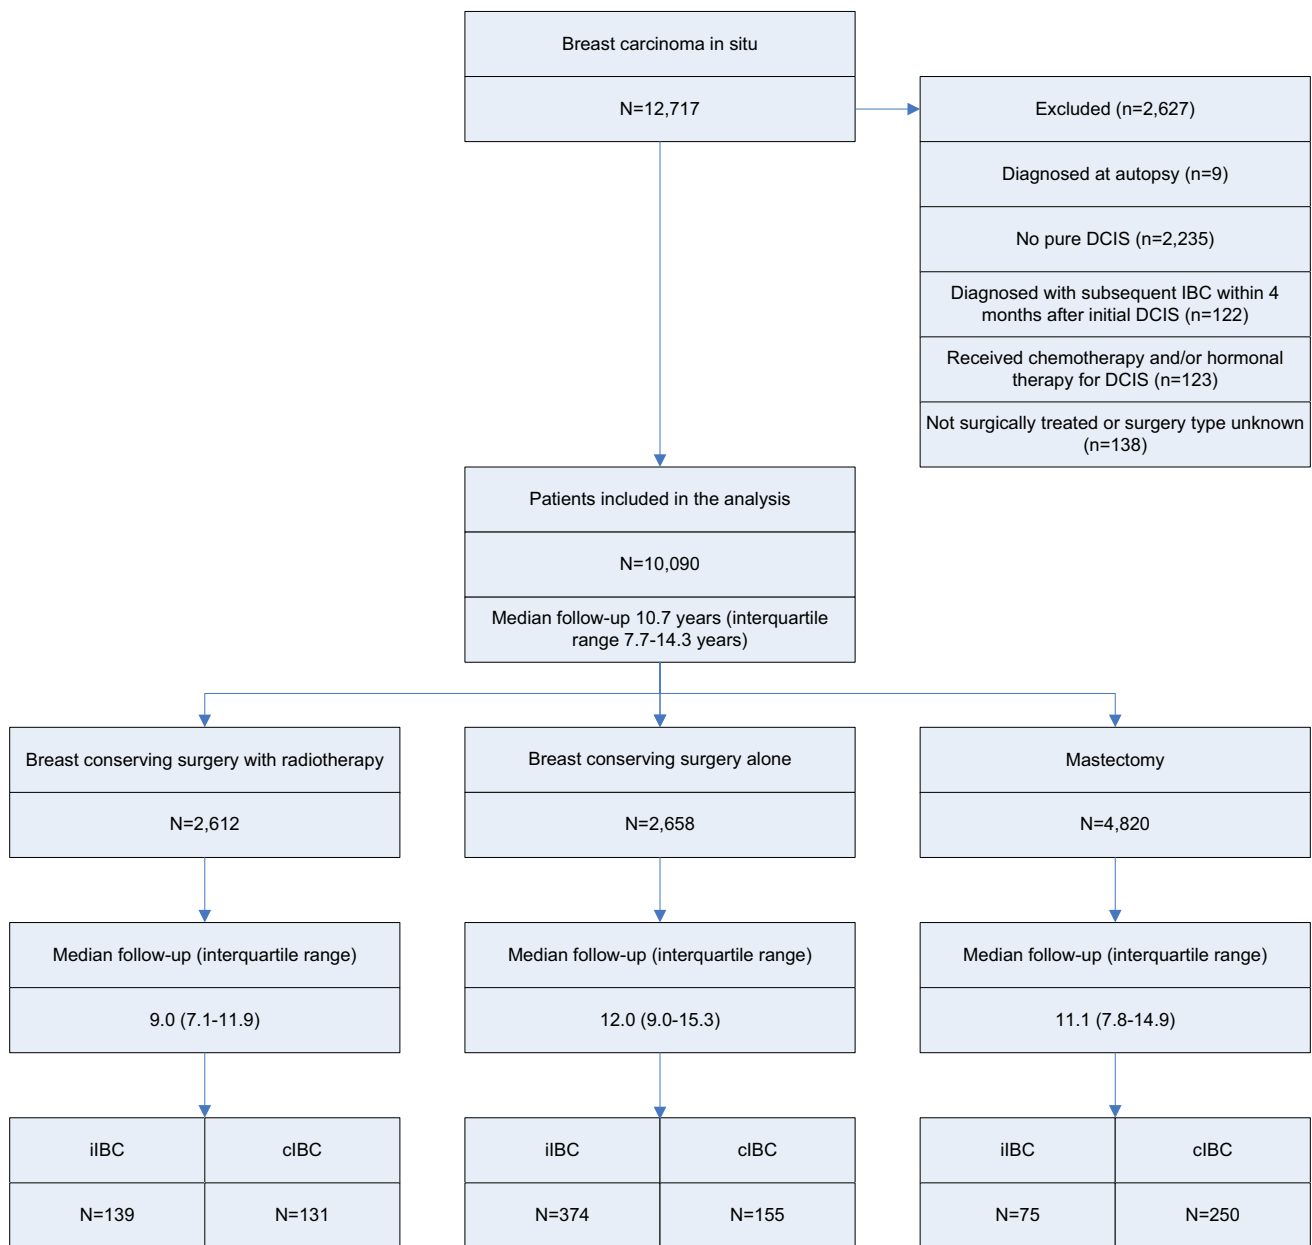 Breast carcinoma in situ
N=12,717
Excluded (n=2,627)
Diagnosed at autopsy (n=9)
No pure DCIS (n=2,235)
Diagnosed with subsequent IBC within 4
months after initial DCIS (n=122)
Received chemotherapy and/or hormonal
therapy for DCIS (n=123)
Not surgically treated or surgery type unknown
(n=138)
Patients included in the analysis
N=10,090
Median follow-up 10.7 years (interquartile
range 7.7-14.3 years)
Breast conserving surgery with radiotherapy
N=2,612
Median follow-up (interquartile range)
9.0 (7.1-11.9)
iIBC
cIBC
N=139
N=131
Breast conserving surgery alone
N=2,658
Median follow-up (interquartile range)
12.0 (9.0-15.3)
iIBC
cIBC
N=374
N=155
Mastectomy
N=4,820
Median follow-up (interquartile range)
11.1 (7.8-14.9)
iIBC
cIBC
N=75
N=250